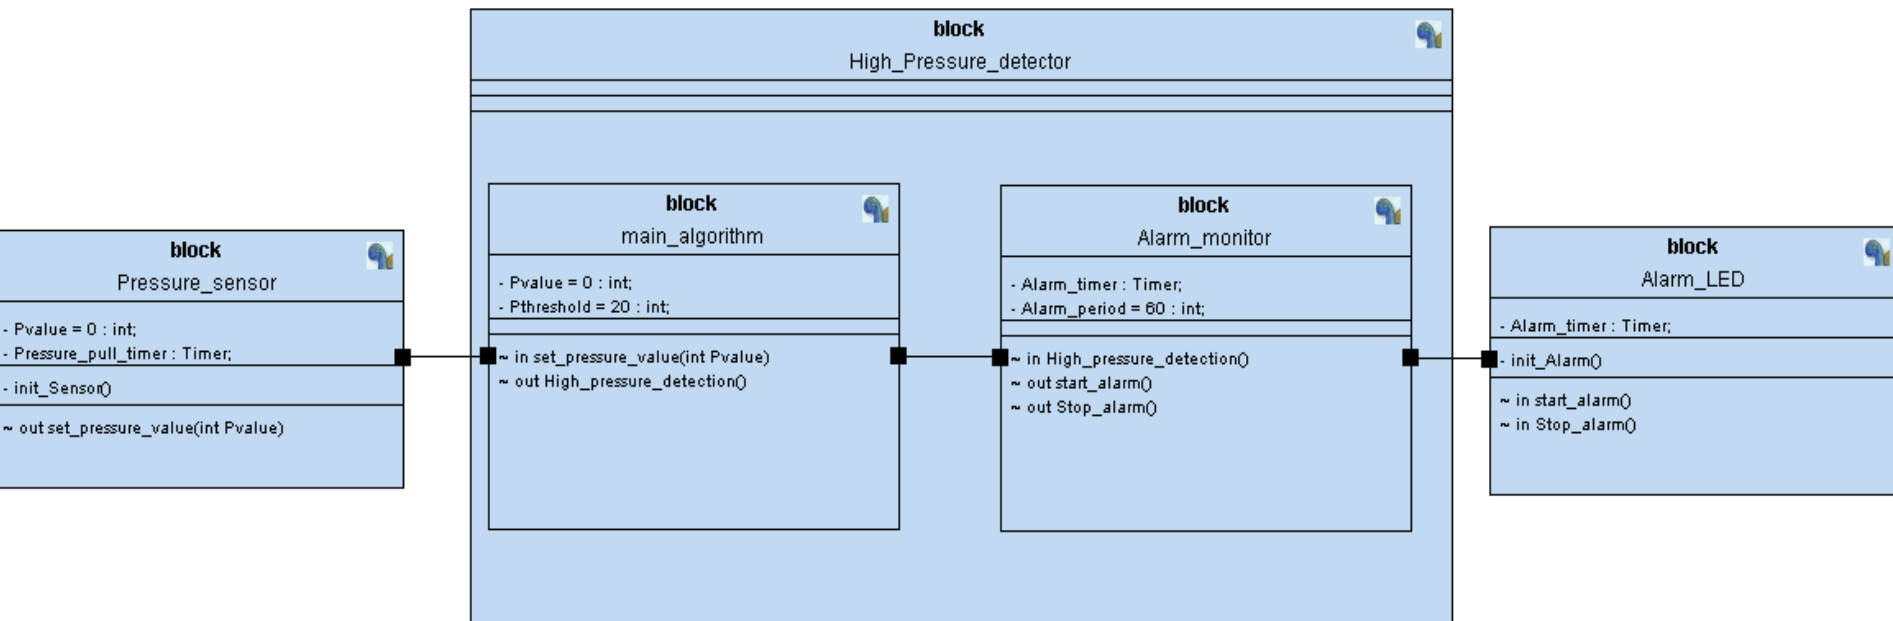 block
High_Pressure_detector
block
Pressure_sensor
- Pvalue = 0 : int;
- Pressure_pull_timer : Timer;
- init_Sensor()
~ out set_pressure_value(int Pvalue)
block
main_algorithm
- Pvalue = 0 : int;
- Pthreshold = 20 : int;
~ in set_pressure_value(int Pvalue)
~ out High_pressure_detection()
block
Alarm_monitor
- Alarm_timer : Timer;
- Alarm_period = 60 : int;
~ in High_pressure_detection()
~ out start_alarm()
~ out Stop_alarm()
block
Alarm_LED
- Alarm_timer : Timer;
- init_Alarm()
~ in start_alarm()
~ in Stop_alarm()